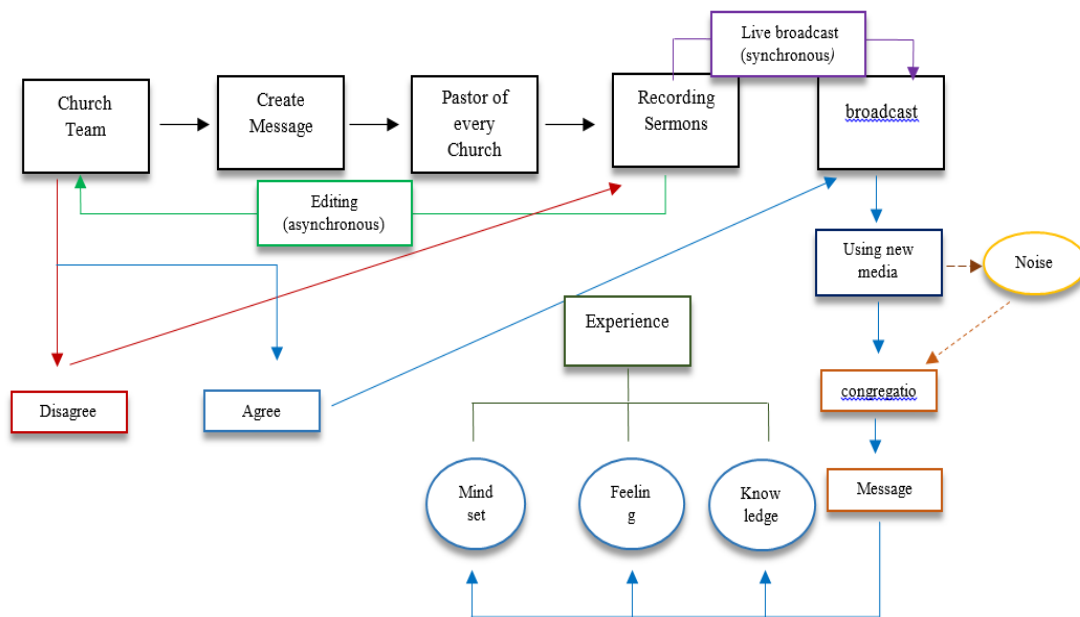 Live broadcast
(synchronous)
Church
Team
Create
Message
Pastor of
every
Church
Recording
Sermons
broadcast
Editing
(asynchronous)
Using new
media
Noise
Experience
Disagree
Agree
congregatio
Mind
set
Feelin
g
Know
ledge
Message